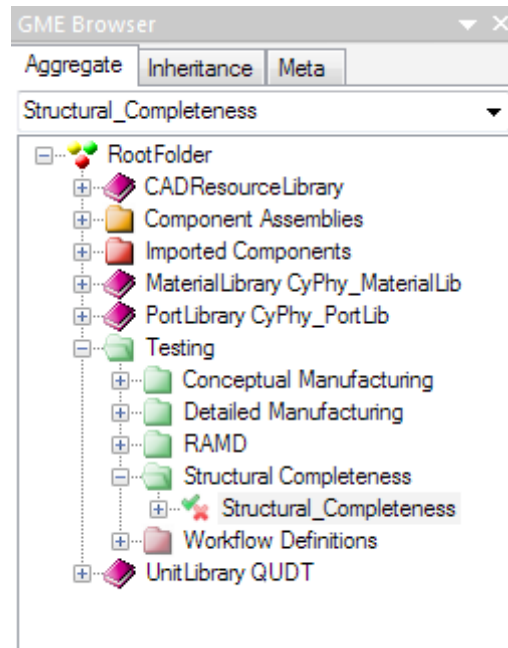 GME Browser
Aggregate Inheritance Meta
Structural_Completeness
RootFolder
CADResourceLibrary
Component Assemblies
Imported Components
MaterialLibrary CyPhy_MaterialLib
PortLibrary CyPhy_PortLib
Testing
Conceptual Manufacturing
Detailed Manufacturing
RAMD
Structural Completeness
Structural_Completeness
Workflow Definitions
UnitLibrary QUDT